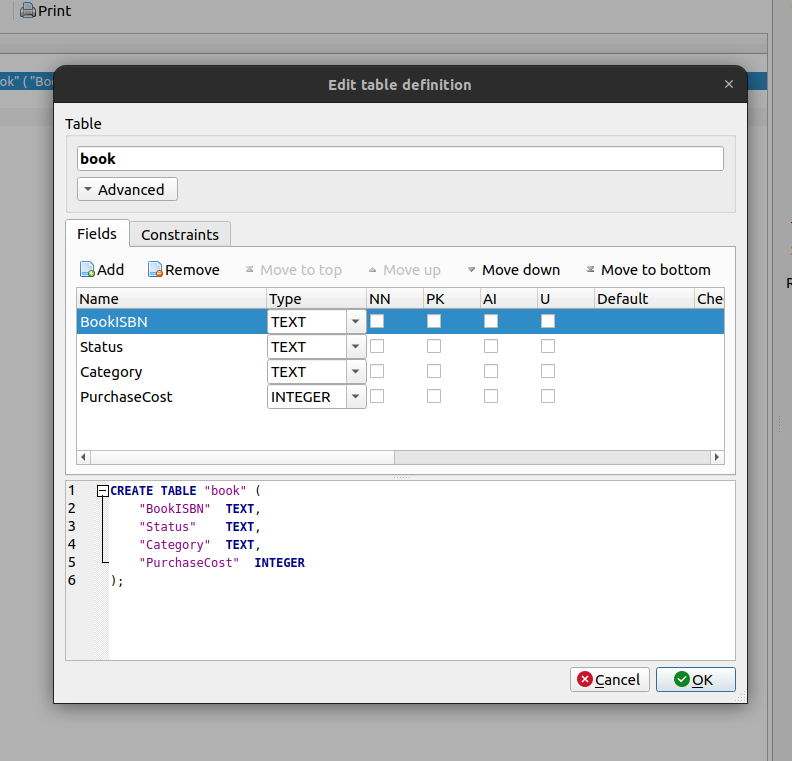 Print
ok" ( "Boo
Edit table definition
Table
book
Advanced
Fields Constraints
Add Remove Move to top Move up Move down Move to bottom
Name Type NN PK AI U Default Che
BookISBN TEXT
Status TEXT
Category TEXT
PurchaseCost INTEGER
1 CREATE TABLE "book" (
2 "BookISBN" TEXT,
3 "Status" TEXT,
4 "Category" TEXT,
5 "PurchaseCost" INTEGER
6 );
Cancel OK